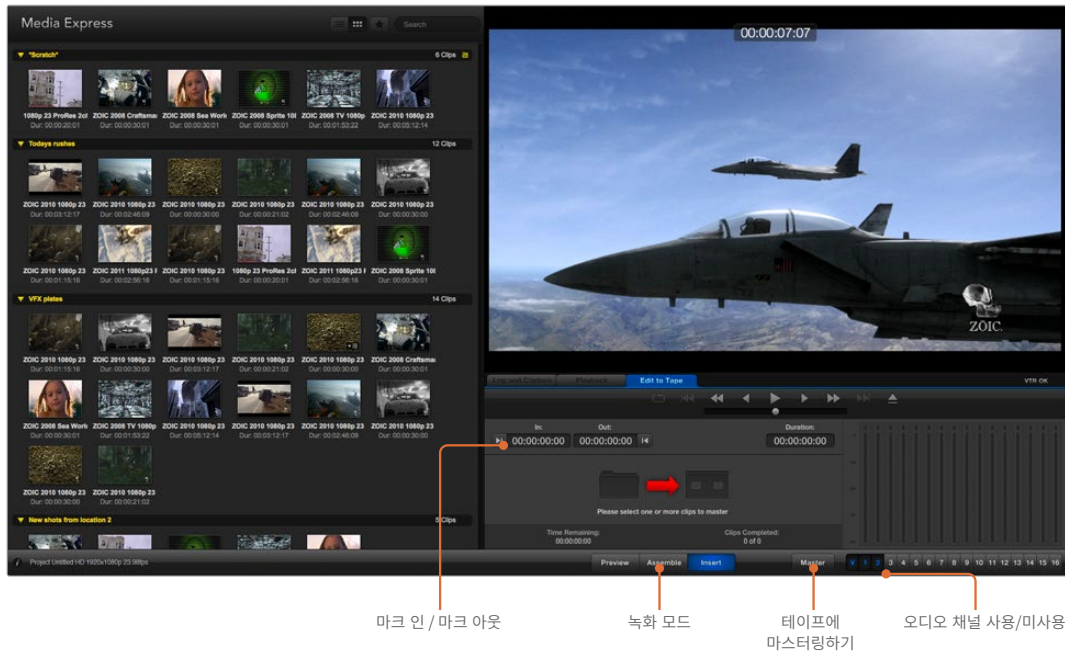 Media Express
Search
"Scratch"
6 Clips
1080p 23 ProRes 2cl ZOIC 2008 Craftsma ZOIC 2008 Sea Work ZOIC 2008 Sprite 10l ZOIC 2008 TV 1080p ZOIC 2010 1080p 23
Dur: 00:00:20:01 Dur: 00:00:30:01 Dur: 00:00:30:01 Dur: 00:00:30:01 Dur: 00:01:53:22 Dur: 00:05:12:14
Todays rushes
12 Clips
ZOIC 2010 1080p 23 ZOIC 2010 1080p 23 ZOIC 2010 1080p 23 ZOIC 2010 1080p 23 ZOIC 2010 1080p 23 ZOIC 2010 1080p 23
Dur: 00:03:12:17 Dur: 00:02:46:09 Dur: 00:00:30:00 Dur: 00:00:21:02 Dur: 00:02:46:09 Dur: 00:00:30:00
ZOIC 2010 1080p 23 ZOIC 2011 1080p23 f ZOIC 2010 1080p 23 1080p 23 ProRes 2cl ZOIC 2011 1080p23 f ZOIC 2008 Sprite 10l
Dur: 00:01:15:16 Dur: 00:02:56:16 Dur: 00:01:15:16 Dur: 00:00:20:01 Dur: 00:02:56:16 Dur: 00:00:30:01
VFX plates
14 Clips
ZOIC 2010 1080p 23 ZOIC 2010 1080p 23 ZOIC 2010 1080p 23 ZOIC 2010 1080p 23 ZOIC 2010 1080p 23 ZOIC 2008 Craftsma
Dur: 00:01:15:16 Dur: 00:00:30:00 Dur: 00:03:12:17 Dur: 00:00:21:02 Dur: 00:00:30:00 Dur: 00:00:30:01
ZOIC 2008 Sea Work ZOIC 2008 TV 1080p ZOIC 2010 1080p 23 ZOIC 2010 1080p 23 ZOIC 2010 1080p 23 ZOIC 2010 1080p 23
Dur: 00:00:30:01 Dur: 00:01:53:22 Dur: 00:05:12:14 Dur: 00:03:12:17 Dur: 00:02:46:09 Dur: 00:00:30:00
ZOIC 2010 1080p 23 ZOIC 2010 1080p 23
Dur: 00:00:30:00 Dur: 00:00:21:02
New shots from location 2
5 Clips
Project Untitled HD 1920x1080p 23.98fps
00:00:07:07
ZOIC.
Log and Capture Playback Edit to Tape
VTR OK
In: Out: Duration:
00:00:00:00 00:00:00:00 00:00:00:00
Please select one or more clips to master
Time Remaining: Clips Completed:
00:00:00:00 0 of 0
Preview Assemble Insert Master V 1 2 3 4 5 6 7 8 9 10 11 12 13 14 15 16
마크 인 / 마크 아웃
녹화 모드
테이프에
마스터링하기
오디오 채널 사용/미사용